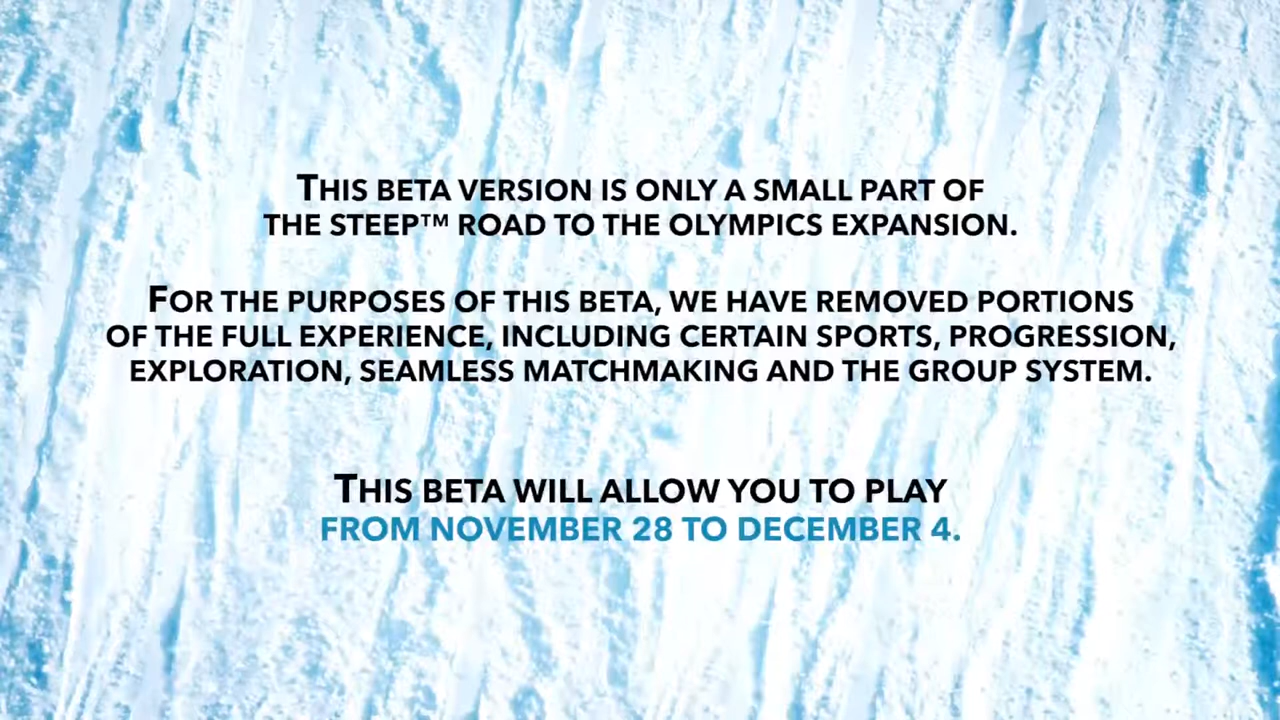 THIS BETA VERSION IS ONLY A SMALL PART OF
THE STEEP™ ROAD TO THE OLYMPICS EXPANSION.
FOR THE PURPOSES OF THIS BETA, WE HAVE REMOVED PORTIONS
OF THE FULL EXPERIENCE, INCLUDING CERTAIN SPORTS, PROGRESSION,
EXPLORATION, SEAMLESS MATCHMAKING AND THE GROUP SYSTEM.
THIS BETA WILL ALLOW YOU TO PLAY
FROM NOVEMBER 28 TO DECEMBER 4.